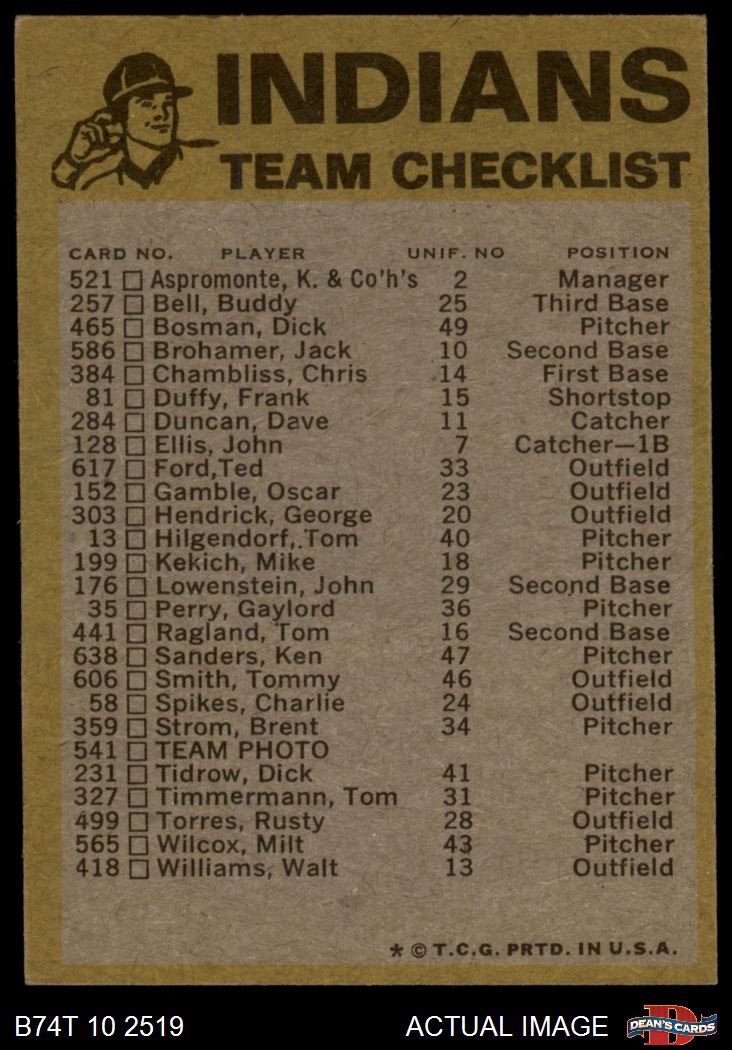 INDIANS
TEAM CHECKLIST
CARD NO. PLAYER UNIF. NO POSITION
521 Aspromonte, K. & Co'h's 2 Manager
257 Bell, Buddy 25 Third Base
465 Bosman, Dick 49 Pitcher
586 Brohamer, Jack 10 Second Base
384 Chambliss, Chris 14 First Base
81 Duffy, Frank 15 Shortstop
284 Duncan, Dave 11 Catcher
128 Ellis, John 7 Catcher—1B
617 Ford,Ted 33 Outfield
152 Gamble, Oscar 23 Outfield
303 Hendrick, George 20 Outfield
13 Hilgendorf, Tom 40 Pitcher
199 Kekich, Mike 18 Pitcher
176 Lowenstein, John 29 Second Base
35 Perry, Gaylord 36 Pitcher
441 Ragland, Tom 16 Second Base
638 Sanders, Ken 47 Pitcher
606 Smith, Tommy 46 Outfield
58 Spikes, Charlie 24 Outfield
359 Strom, Brent 34 Pitcher
541 TEAM PHOTO
231 Tidrow, Dick 41 Pitcher
327 Timmermann, Tom 31 Pitcher
499 Torres, Rusty 28 Outfield
565 Wilcox, Milt 43 Pitcher
418 Williams, Walt 13 Outfield
* © T.C.G. PRTD. IN U.S.A.
B74T 10 2519 ACTUAL IMAGE DEAN'S CARDS